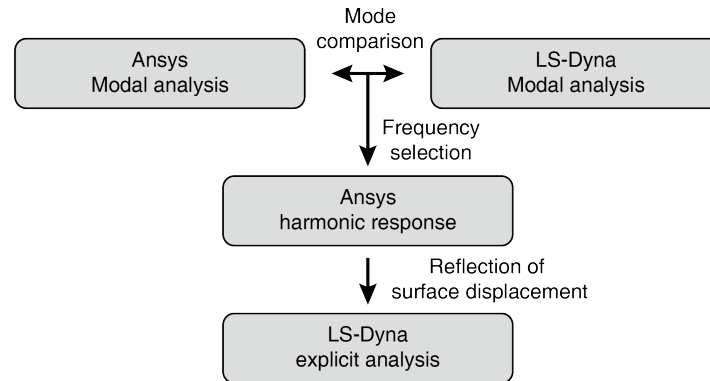 Mode
comparison
Ansys
Modal analysis
LS-Dyna
Modal analysis
Frequency
selection
Ansys
harmonic response
Reflection of
surface displacement
LS-Dyna
explicit analysis